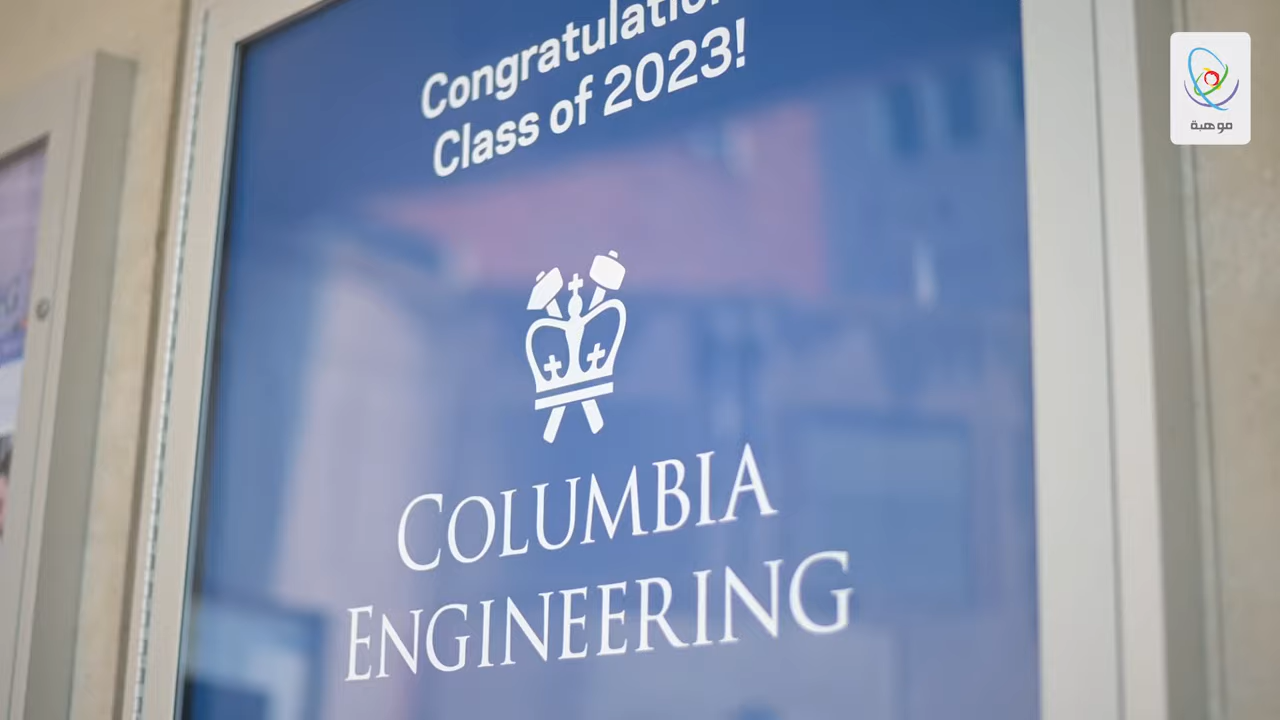 Class of 2023!
COLUMBIA
ENGINEERING
موهبة